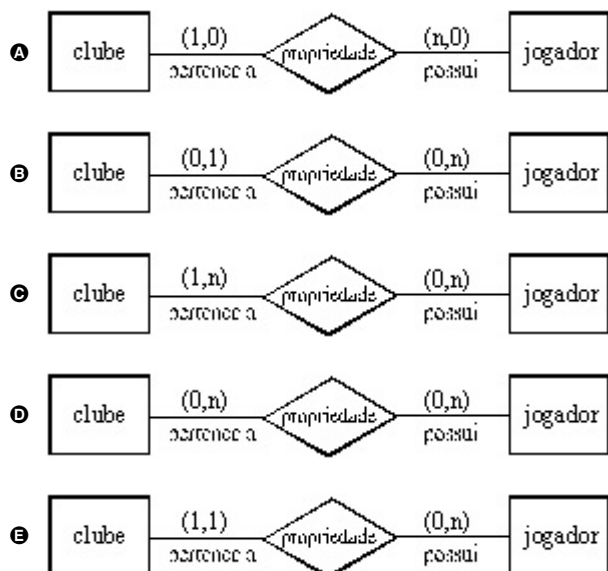 A clube (1,0) pertence a propriedade (n,0) possui jogador
B clube (0,1) pertence a propriedade (0,n) possui jogador
C clube (1,n) pertence a propriedade (0,n) possui jogador
D clube (0,n) pertence a propriedade (0,n) possui jogador
E clube (1,1) pertence a propriedade (0,n) possui jogador